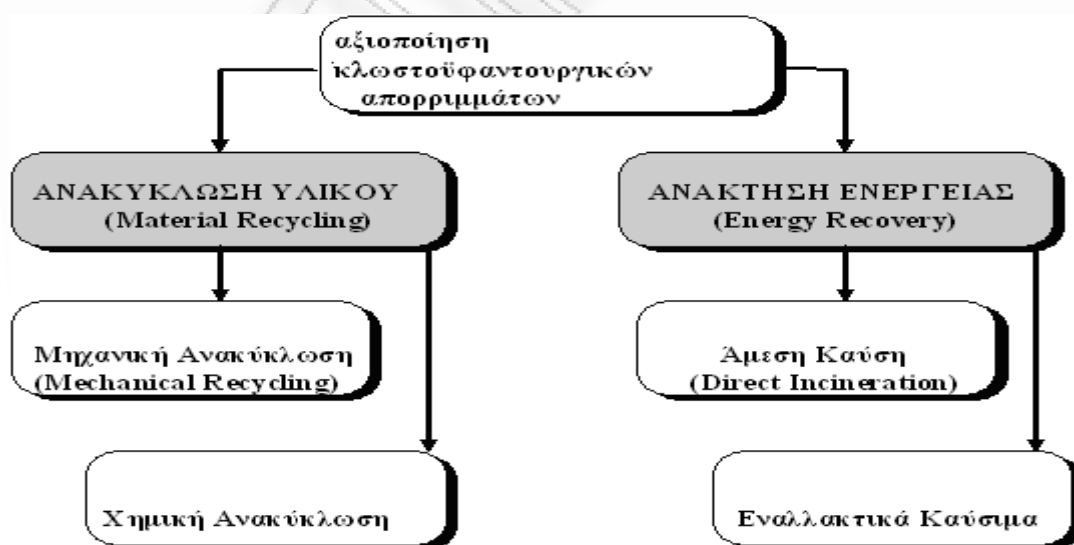 αξιοποίηση
κλωστοϋφαντουργικών
απορριμμάτων
ΑΝΑΚΥΚΛΩΣΗ ΥΛΙΚΟΥ
(Material Recycling)
ΑΝΑΚΤΗΣΗ ΕΝΕΡΓΕΙΑΣ
(Energy Recovery)
Μηχανική Ανακύκλωση
(Mechanical Recycling)
Άμεση Καύση
(Direct Incineration)
Χημική Ανακύκλωση
Εναλλακτικά Καύσιμα